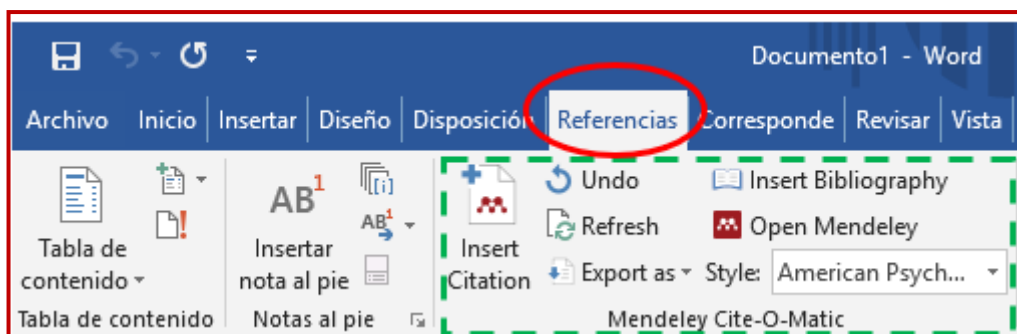 Documento1 - Word
Archivo Inicio Insertar Diseño Disposición Referencias Corresponde Revisar Vista
Tabla de contenido
AB1 Insertar nota al pie
[i]
AB1
Insert Citation
Undo
Refresh
Export as
Insert Bibliography
Open Mendeley
Style: American Psych...
Tabla de contenido
Notas al pie
Mendeley Cite-O-Matic